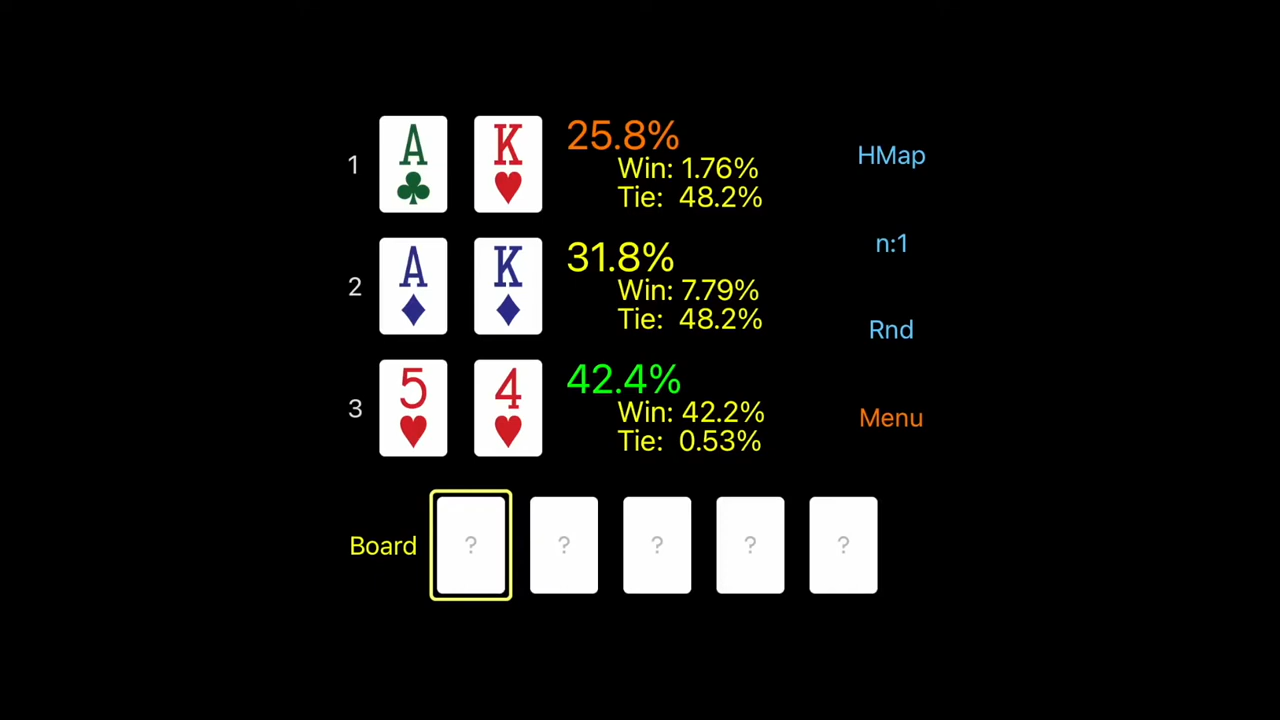 1 A♣ K♥ 25.8%
Win: 1.76%
Tie: 48.2%
HMap
2 A♦ K♦ 31.8%
Win: 7.79%
Tie: 48.2%
n:1
Rnd
3 5♥ 4♥ 42.4%
Win: 42.2%
Tie: 0.53%
Menu
Board ? ? ? ? ?